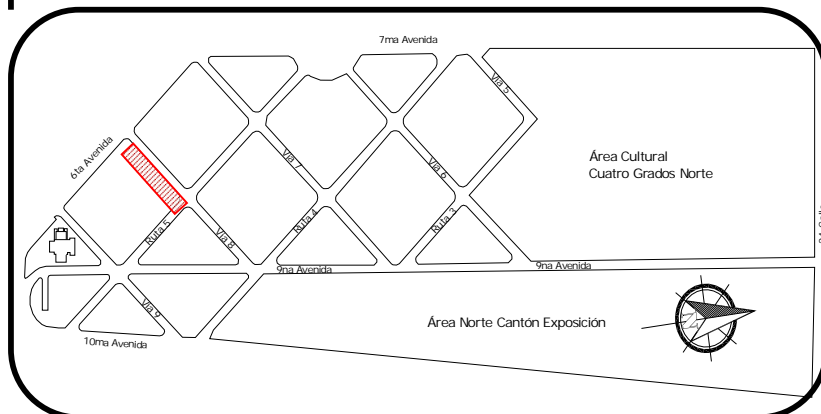 7ma Avenida
Vía 5
6ta Avenida
Área Cultural
Cuatro Grados Norte
Vía 7
Vía 6
Ruta 5
Vía 8
Ruta 4
Ruta 3
9na Avenida
9na Avenida
Vía 9
10ma Avenida
Área Norte Cantón Exposición